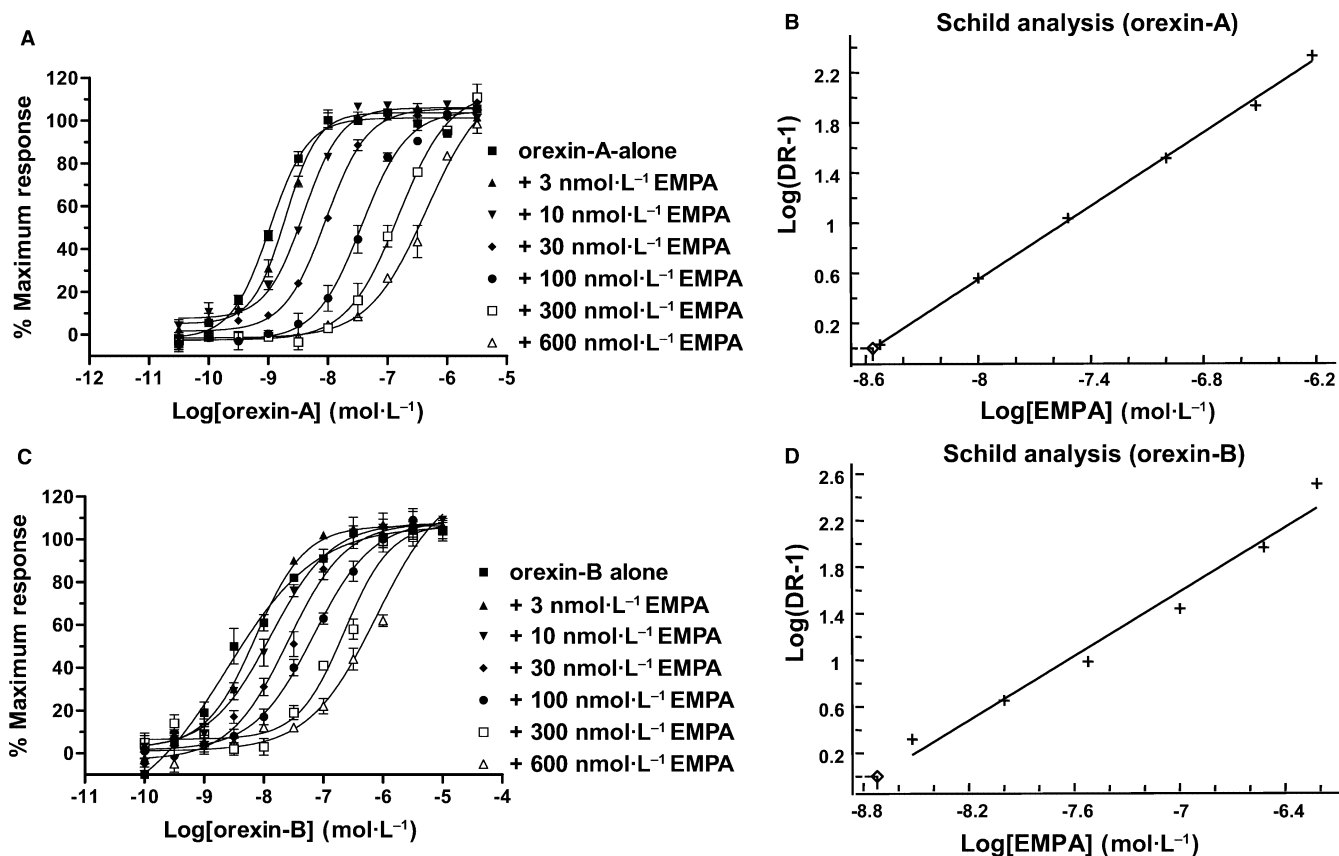 A
120
100
80
60
40
20
0
% Maximum response
-12 -11 -10 -9 -8 -7 -6 -5
Log[orexin-A] (mol·L⁻¹)
orexin-A-alone
+ 3 nmol·L⁻¹ EMPA
+ 10 nmol·L⁻¹ EMPA
+ 30 nmol·L⁻¹ EMPA
+ 100 nmol·L⁻¹ EMPA
+ 300 nmol·L⁻¹ EMPA
+ 600 nmol·L⁻¹ EMPA
B
Schild analysis (orexin-A)
2.2
1.8
1.4
1
0.6
0.2
Log(DR-1)
-8.6 -8 -7.4 -6.8 -6.2
Log[EMPA] (mol·L⁻¹)
C
120
100
80
60
40
20
0
% Maximum response
-11 -10 -9 -8 -7 -6 -5 -4
Log[orexin-B] (mol·L⁻¹)
orexin-B alone
+ 3 nmol·L⁻¹ EMPA
+ 10 nmol·L⁻¹ EMPA
+ 30 nmol·L⁻¹ EMPA
+ 100 nmol·L⁻¹ EMPA
+ 300 nmol·L⁻¹ EMPA
+ 600 nmol·L⁻¹ EMPA
D
Schild analysis (orexin-B)
2.6
2.2
1.8
1.4
1
0.6
0.2
Log(DR-1)
-8.8 -8.2 -7.6 -7 -6.4
Log[EMPA] (mol·L⁻¹)